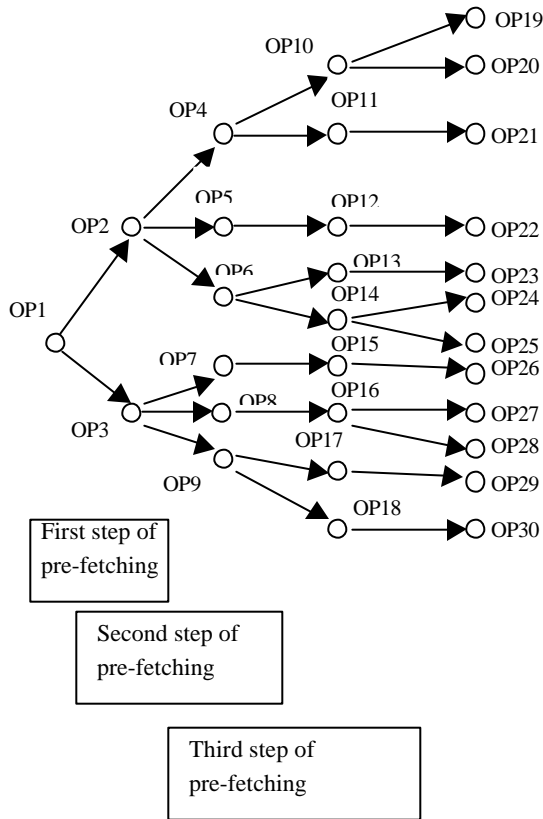 OP19
OP10
OP20
OP4
OP11
OP21
OP5
OP12
OP2
OP22
OP13
OP23
OP6
OP14
OP24
OP1
OP25
OP7
OP15
OP26
OP8
OP16
OP27
OP3
OP17
OP28
OP9
OP29
OP18
OP30
First step of
pre-fetching
Second step of
pre-fetching
Third step of
pre-fetching